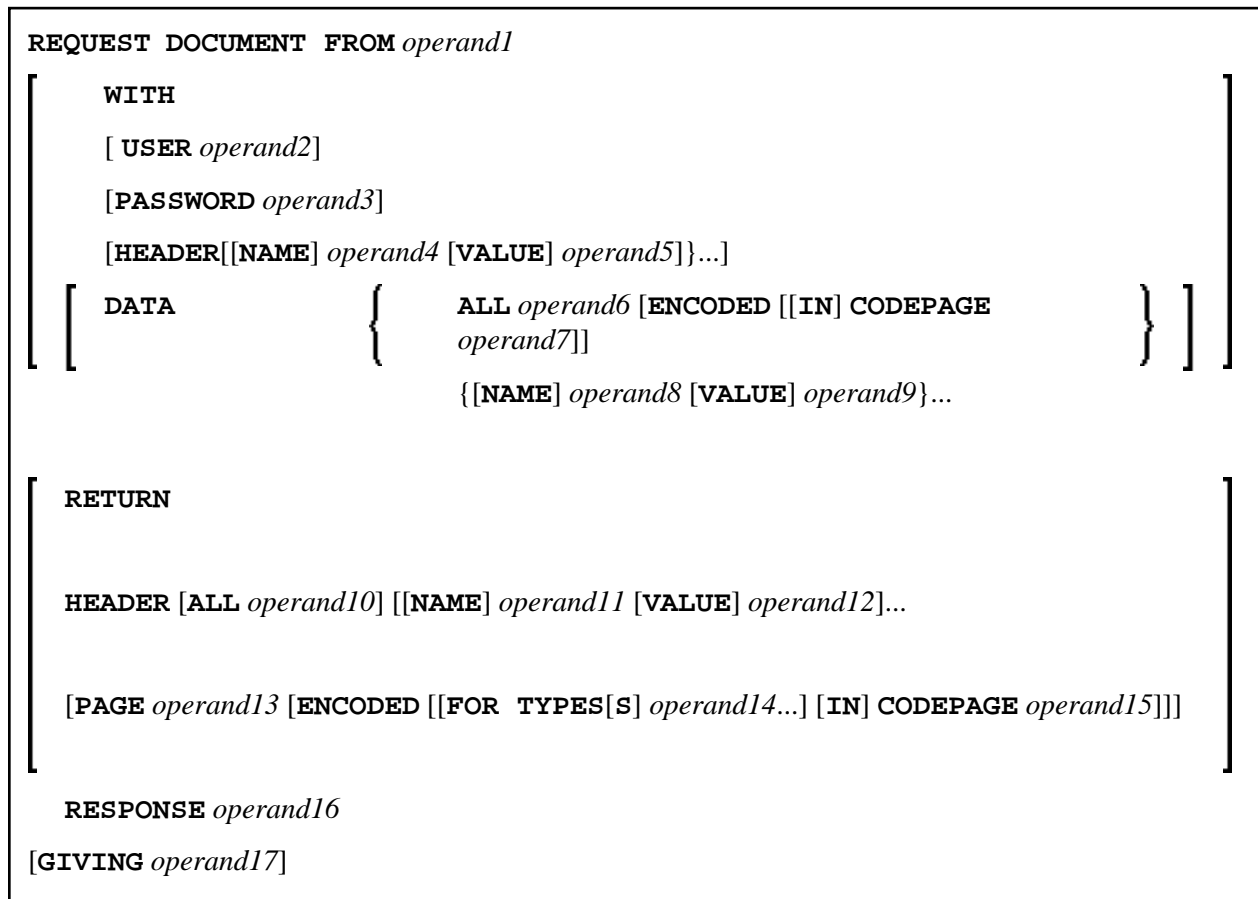 REQUEST DOCUMENT FROM operand1
WITH
[ USER operand2]
[PASSWORD operand3]
[HEADER[[NAME] operand4 [VALUE] operand5]}...]
DATA ALL operand6 [ENCODED [[IN] CODEPAGE
operand7]]
{[NAME] operand8 [VALUE] operand9}...
RETURN
HEADER [ALL operand10] [[NAME] operand11 [VALUE] operand12]...
[PAGE operand13 [ENCODED [[FOR TYPES[S] operand14...] [IN] CODEPAGE operand15]]]
RESPONSE operand16
[GIVING operand17]